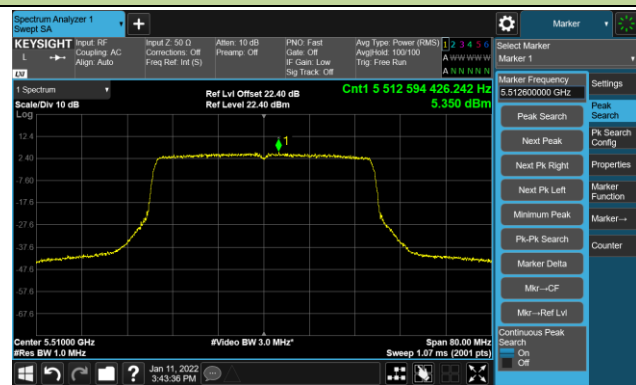 Spectrum Analyzer 1
Swept SA
+
Marker
KEYSIGHT
L
Input: RF
Coupling: AC
Align: Auto
Input Z: 50 Ω
Corrections: Off
Freq Ref: Int (S)
Atten: 10 dB
Preamp: Off
PNO: Fast
Gate: Off
IF Gain: Low
Sig Track: Off
Avg Type: Power (RMS)
Avg|Hold: 100/100
Trig: Free Run
1 2 3 4 5 6
A W W W W W
A N N N N N
LXI
Select Marker
Marker 1
1 Spectrum
Scale/Div 10 dB
Log
Ref Lvl Offset 22.40 dB
Ref Level 22.40 dBm
Cnt1 5 512 594 426.242 Hz
5.350 dBm
12.4
2.40
-7.60
-17.6
-27.6
-37.6
-47.6
-57.6
-67.6
1
Center 5.51000 GHz
#Res BW 1.0 MHz
#Video BW 3.0 MHz*
Span 80.00 MHz
Sweep 1.07 ms (2001 pts)
Marker Frequency
5.512600000 GHz
Peak Search
Next Peak
Next Pk Right
Next Pk Left
Minimum Peak
Pk-Pk Search
Marker Delta
Mkr→CF
Mkr→Ref Lvl
Continuous Peak
Search
On
Off
Settings
Peak
Search
Pk Search
Config
Properties
Marker
Function
Marker→
Counter
?
Jan 11, 2022
3:43:36 PM